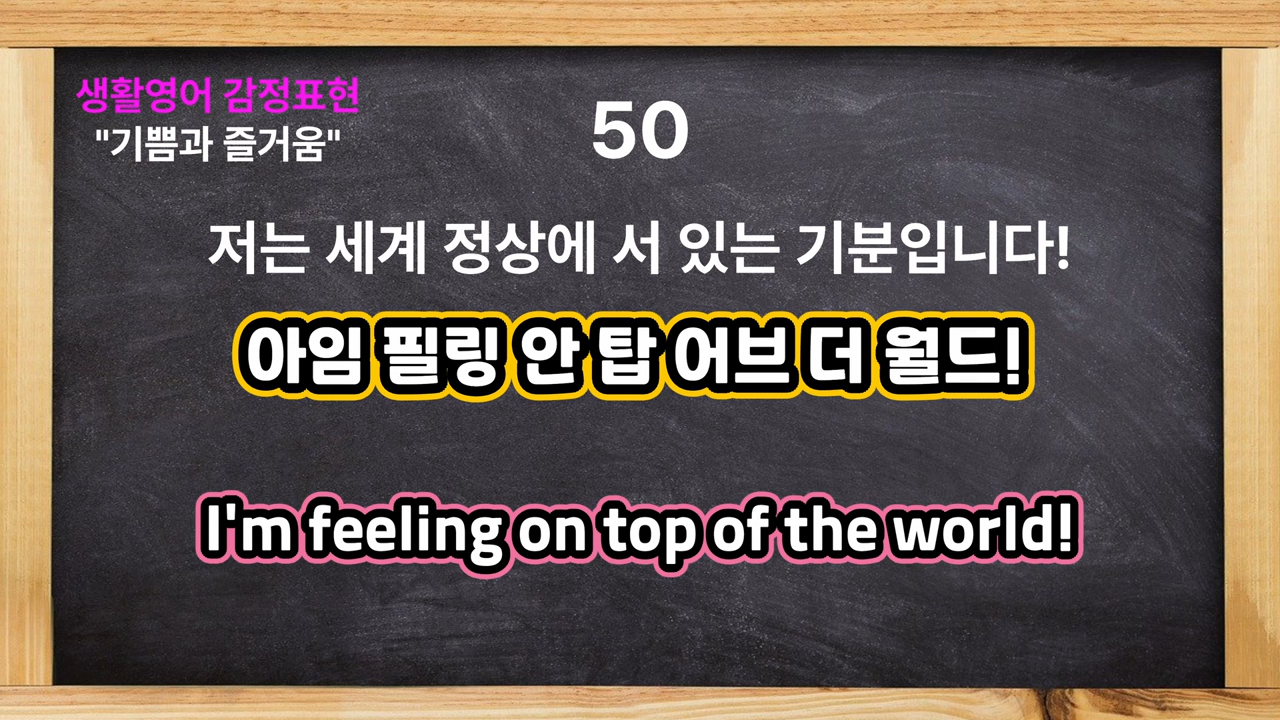 생활영어 감정표현
"기쁨과 즐거움"
50
저는 세계 정상에 서 있는 기분입니다!
아임 필링 안 탑 어브 더 월드!
I'm feeling on top of the world!